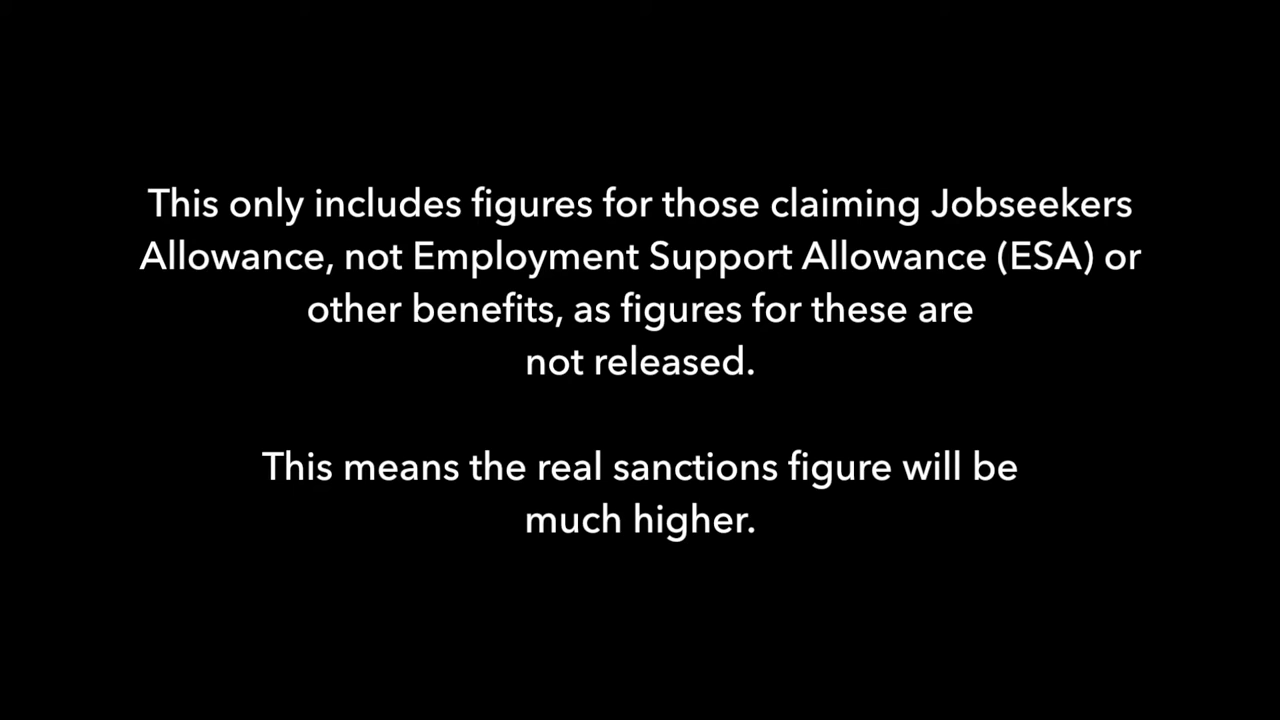 This only includes figures for those claiming Jobseekers
Allowance, not Employment Support Allowance (ESA) or
other benefits, as figures for these are
not released.
This means the real sanctions figure will be
much higher.